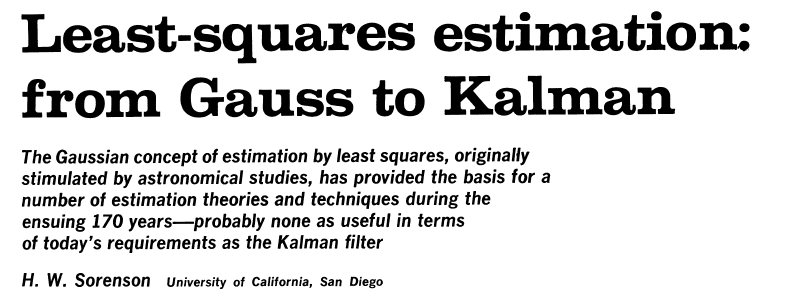 Least-squares estimation:
from Gauss to Kalman
The Gaussian concept of estimation by least squares, originally
stimulated by astronomical studies, has provided the basis for a
number of estimation theories and techniques during the
ensuing 170 years—probably none as useful in terms
of today's requirements as the Kalman filter
H. W. Sorenson University of California, San Diego